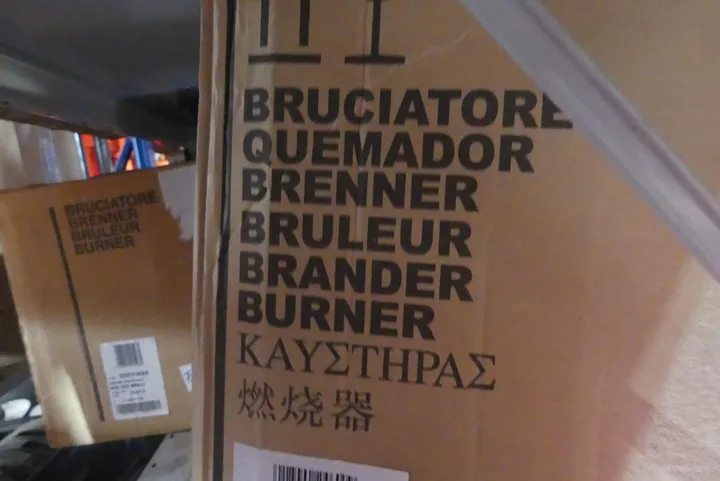 BRUCIATORE
QUEMADOR
BRENNER
BRULEUR
BRANDER
BURNER
ΚΑΥΣΤΗΡΑΣ
燃烧器
BRUCIATORE
BRENNER
BRULEUR
BURNER